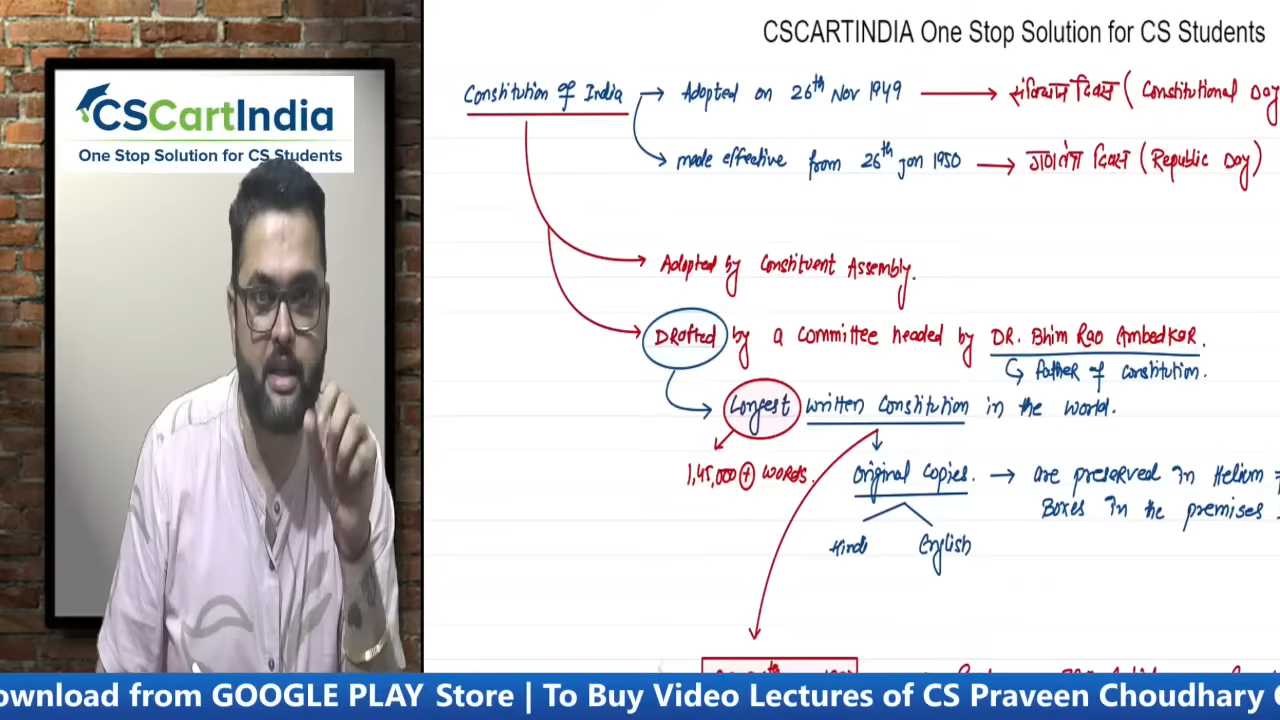 CSCartIndia
One Stop Solution for CS Students
CSCARTINDIA One Stop Solution for CS Students
Constitution of India → Adopted on 26th Nov 1949 → संविधान दिवस (Constitutional Day
made effective from 26th Jan 1950 → गणतंत्र दिवस (Republic Day)
Adopted by Constituent Assembly.
Drafted by a committee headed by DR. Bhim Rao Ambedkar.
Father of constitution.
Longest written constitution in the world.
1,45,000 + words.
original copies. → are preserved in Helium
Boxes in the premises
Hindi English
ownload from GOOGLE PLAY Store | To Buy Video Lectures of CS Praveen Choudhary